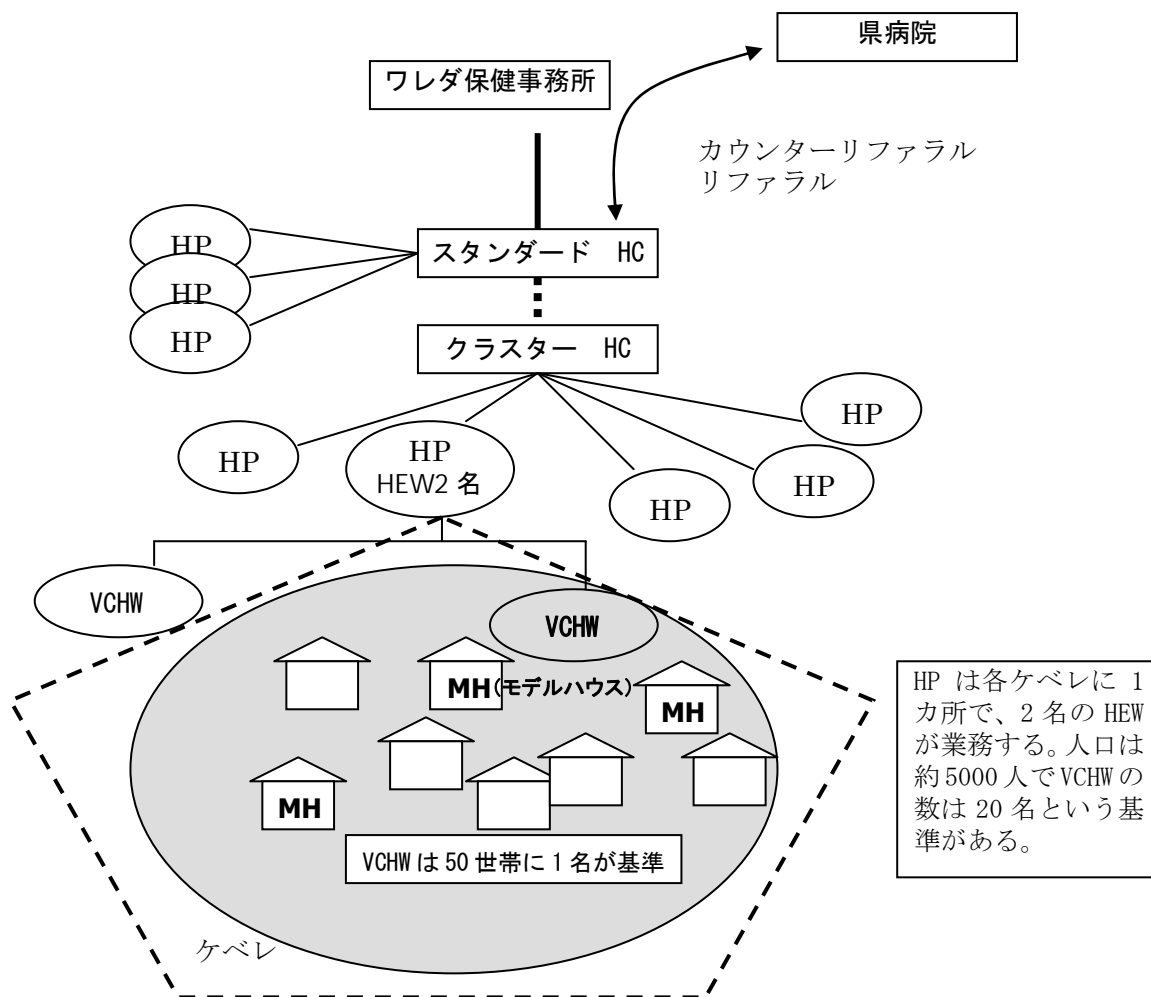 県病院
ワレダ保健事務所
カウンターリファラル
リファラル
HP
HP
HP
スタンダード HC
クラスター HC
HP
HP
HEW2 名
HP
HP
HP
VCHW
VCHW
MH(モデルハウス)
MH
MH
VCHW は 50 世帯に 1 名が基準
ケベレ
HP は各ケベレに 1
カ所で、2 名の HEW
が業務する。人口は
約 5000 人で VCHW の
数は 20 名という基
準がある。